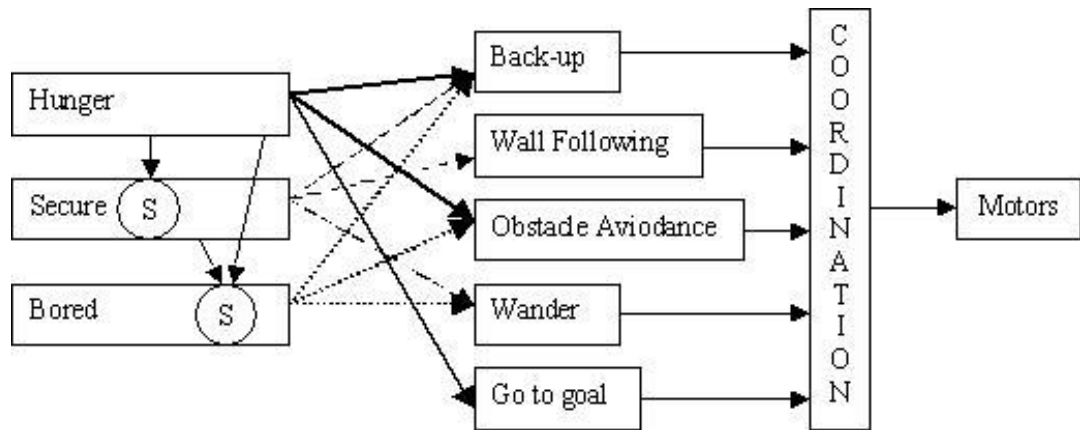 Hunger
Secure
S
Bored
S
Back-up
Wall Following
Obstacle Aviodance
Wander
Go to goal
C
O
O
R
D
I
N
A
T
I
O
N
Motors